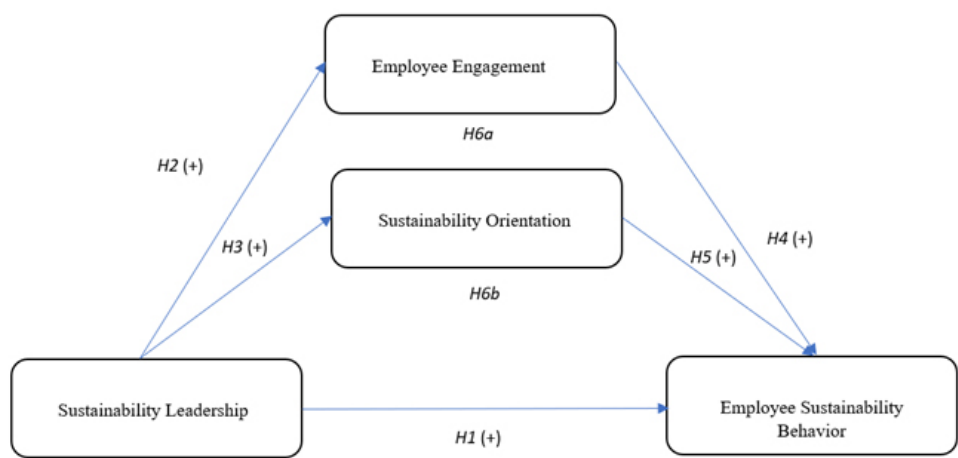 Employee Engagement
H6a
H2 (+)
Sustainability Orientation
H3 (+)
H4 (+)
H5 (+)
H6b
Sustainability Leadership
Employee Sustainability
Behavior
H1 (+)